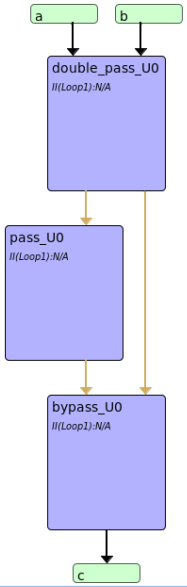 a
b
double_pass_U0
II(Loop1):N/A
pass_U0
II(Loop1):N/A
bypass_U0
II(Loop1):N/A
c